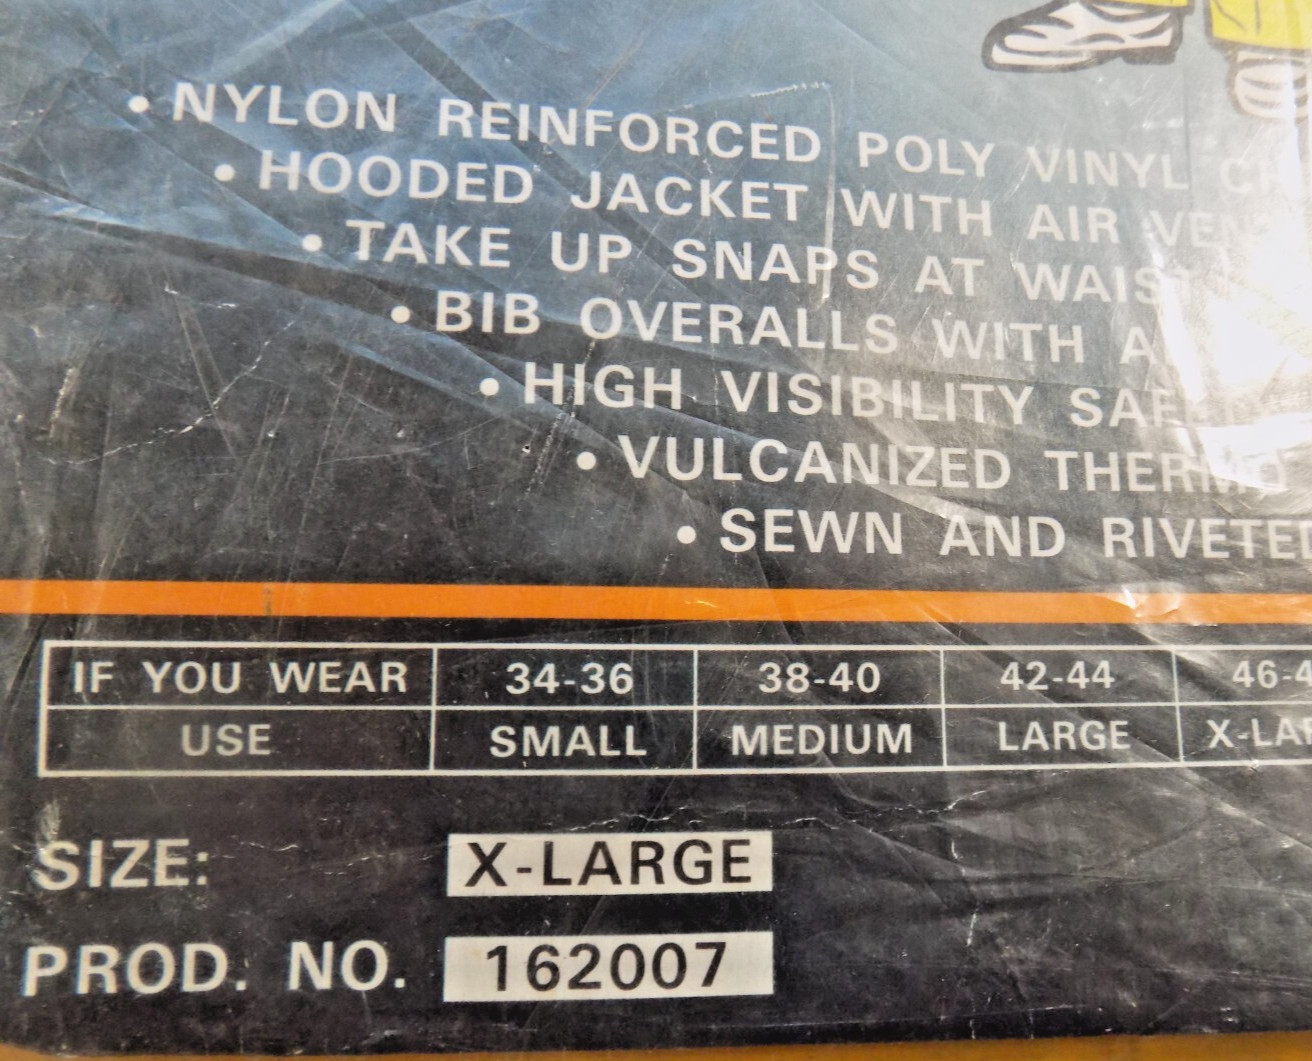 • NYLON REINFORCED POLY VINYL
• HOODED JACKET WITH AIR
• TAKE UP SNAPS AT WAIST
• BIB OVERALLS WITH
• HIGH VISIBILITY
• VULCANIZED
• SEWN AND RIVETED
IF YOU WEAR 34-36 38-40 42-44
USE SMALL MEDIUM LARGE
SIZE: X-LARGE
PROD. NO. 162007